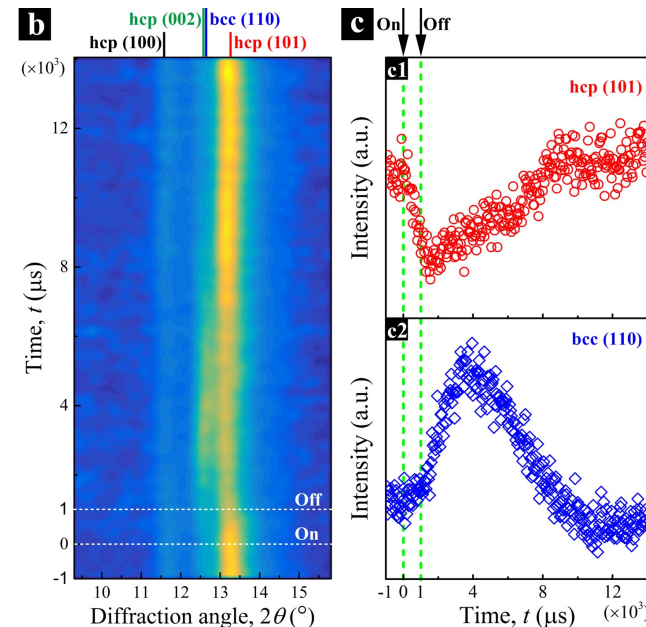 b
hcp (002)
bcc (110)
hcp (100)
hcp (101)
(×10³)
12
8
4
1
0
-1
Time, t (μs)
Off
On
10
11
12
13
14
15
Diffraction angle, 2θ (°)
c
On
Off
c1
hcp (101)
Intensity (a.u.)
c2
bcc (110)
Intensity (a.u.)
-1 0 1 4 8 12
Time, t (μs)
(×10³)